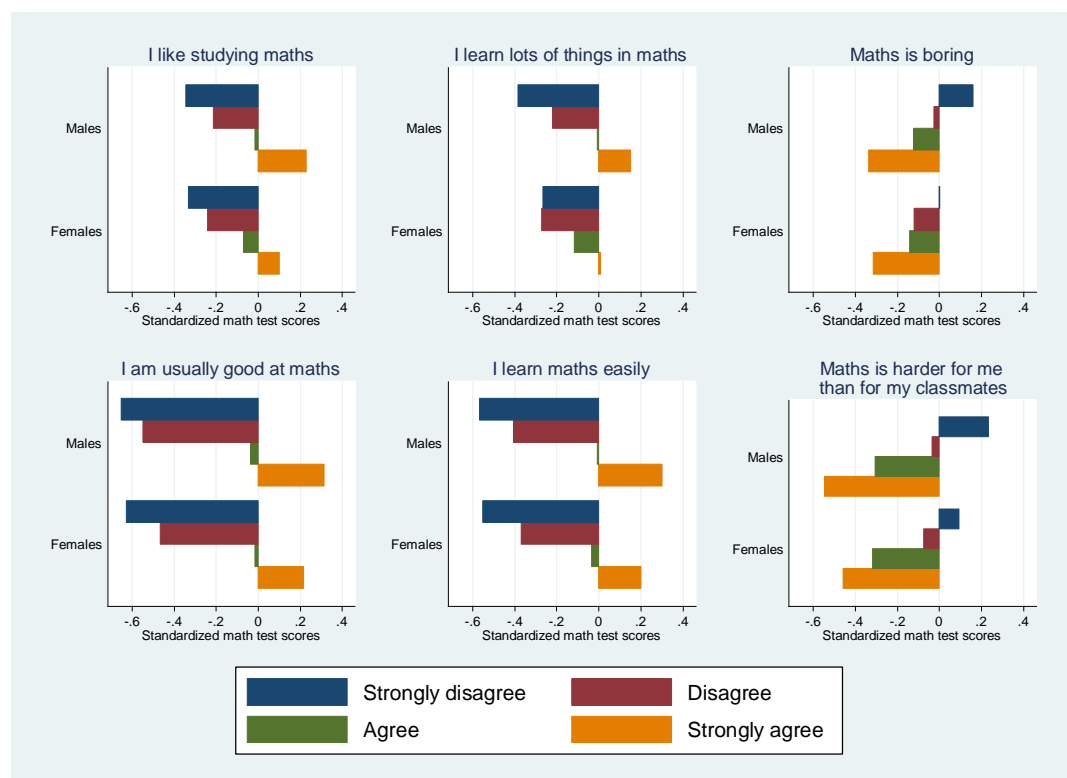 I like studying maths
Males
Females
-.6 -.4 -.2 0 .2 .4
Standardized math test scores
I learn lots of things in maths
Males
Females
-.6 -.4 -.2 0 .2 .4
Standardized math test scores
Maths is boring
Males
Females
-.6 -.4 -.2 0 .2 .4
Standardized math test scores
I am usually good at maths
Males
Females
-.6 -.4 -.2 0 .2 .4
Standardized math test scores
I learn maths easily
Males
Females
-.6 -.4 -.2 0 .2 .4
Standardized math test scores
Maths is harder for me
than for my classmates
Males
Females
-.6 -.4 -.2 0 .2 .4
Standardized math test scores
Strongly disagree Disagree
Agree Strongly agree